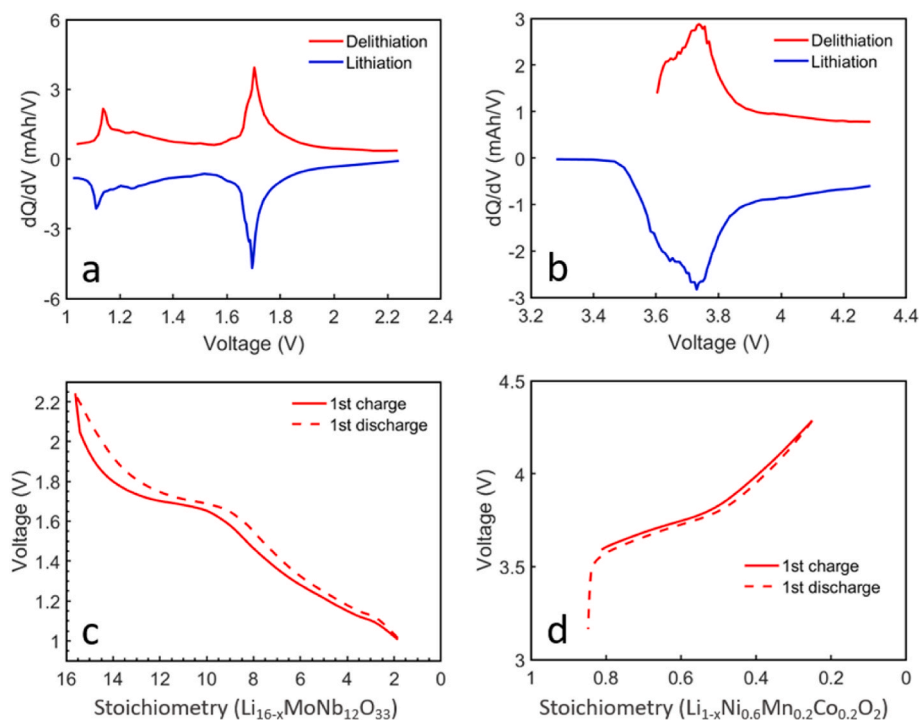 6
3
0
-3
-6
dQ/dV (mAh/V)
Delithiation
Lithiation
a
1 1.2 1.4 1.6 1.8 2 2.2 2.4
Voltage (V)
3
2
1
0
-1
-2
-3
dQ/dV (mAh/V)
Delithiation
Lithiation
b
3.2 3.4 3.6 3.8 4 4.2 4.4
Voltage (V)
2.2
2
1.8
1.6
1.4
1.2
1
Voltage (V)
1st charge
1st discharge
c
16 14 12 10 8 6 4 2 0
Stoichiometry (Li₁₆₋ₓMoNb₁₂O₃₃)
4.5
4
3.5
3
Voltage (V)
1st charge
1st discharge
d
1 0.8 0.6 0.4 0.2 0
Stoichiometry (Li₁₋ₓNi₀.₆Mn₀.₂Co₀.₂O₂)